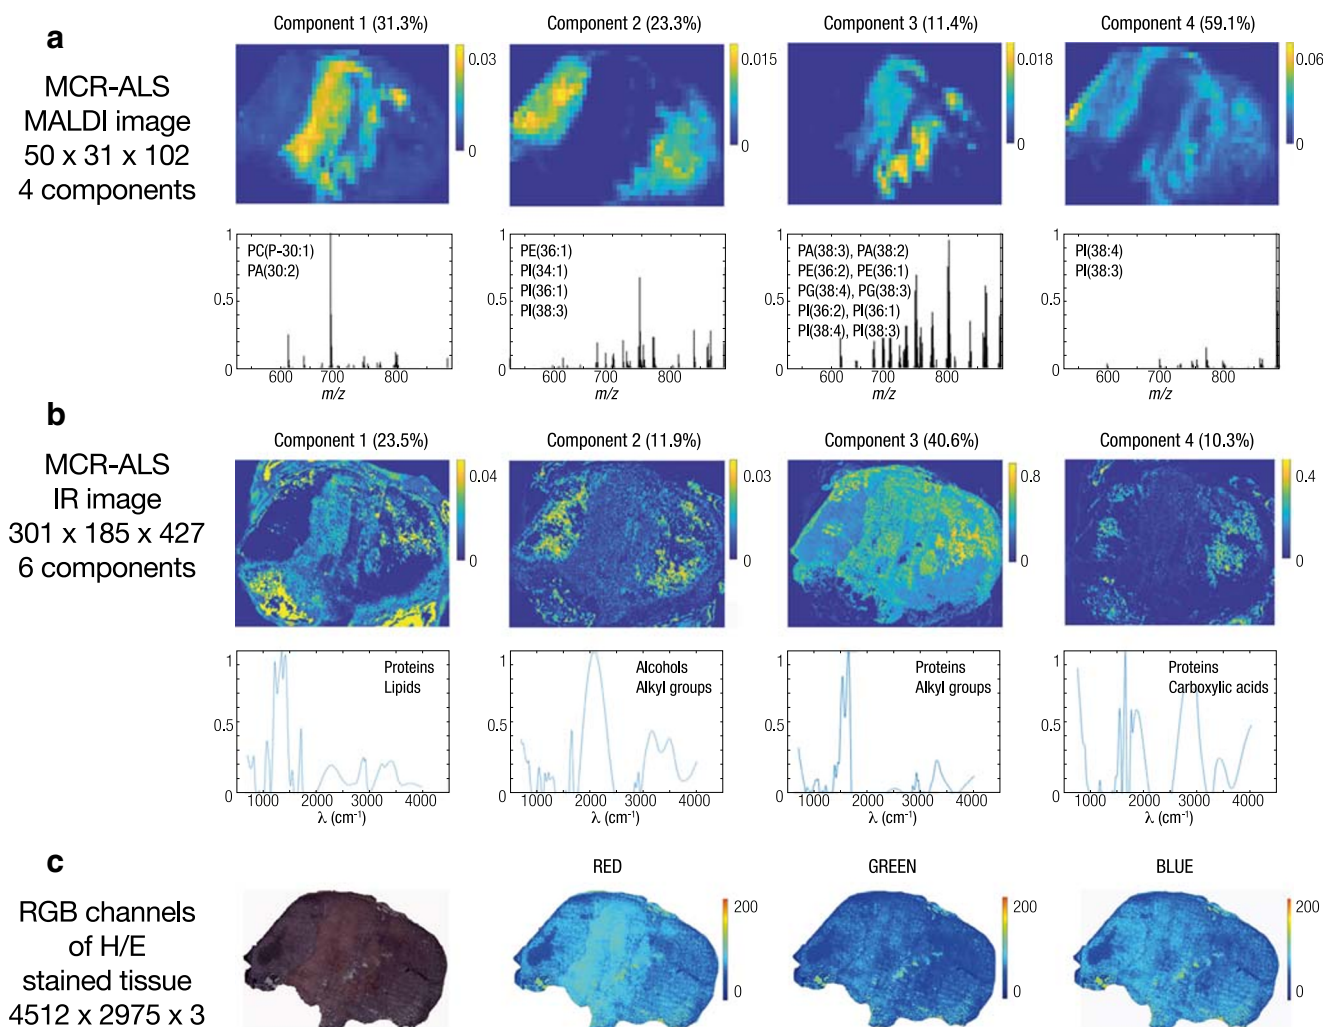 a
MCR-ALS
MALDI image
50 x 31 x 102
4 components
Component 1 (31.3%)
0.03
0
Component 2 (23.3%)
0.015
0
Component 3 (11.4%)
0.018
0
Component 4 (59.1%)
0.06
0
1
0.5
0
PC(P-30:1)
PA(30:2)
600 700 800
m/z
1
0.5
0
PE(36:1)
PI(34:1)
PI(36:1)
PI(38:3)
600 700 800
m/z
1
0.5
0
PA(38:3), PA(38:2)
PE(36:2), PE(36:1)
PG(38:4), PG(38:3)
PI(36:2), PI(36:1)
PI(38:4), PI(38:3)
600 700 800
m/z
1
0.5
0
PI(38:4)
PI(38:3)
600 700 800
m/z
b
MCR-ALS
IR image
301 x 185 x 427
6 components
Component 1 (23.5%)
0.04
0
Component 2 (11.9%)
0.03
0
Component 3 (40.6%)
0.8
0
Component 4 (10.3%)
0.4
0
1
0.5
0
Proteins
Lipids
1000 2000 3000 4000
λ (cm⁻¹)
1
0.5
0
Alcohols
Alkyl groups
1000 2000 3000 4000
λ (cm⁻¹)
1
0.5
0
Proteins
Alkyl groups
1000 2000 3000 4000
λ (cm⁻¹)
1
0.5
0
Proteins
Carboxylic acids
1000 2000 3000 4000
λ (cm⁻¹)
c
RGB channels
of H/E
stained tissue
4512 x 2975 x 3
RED
200
0
GREEN
200
0
BLUE
200
0